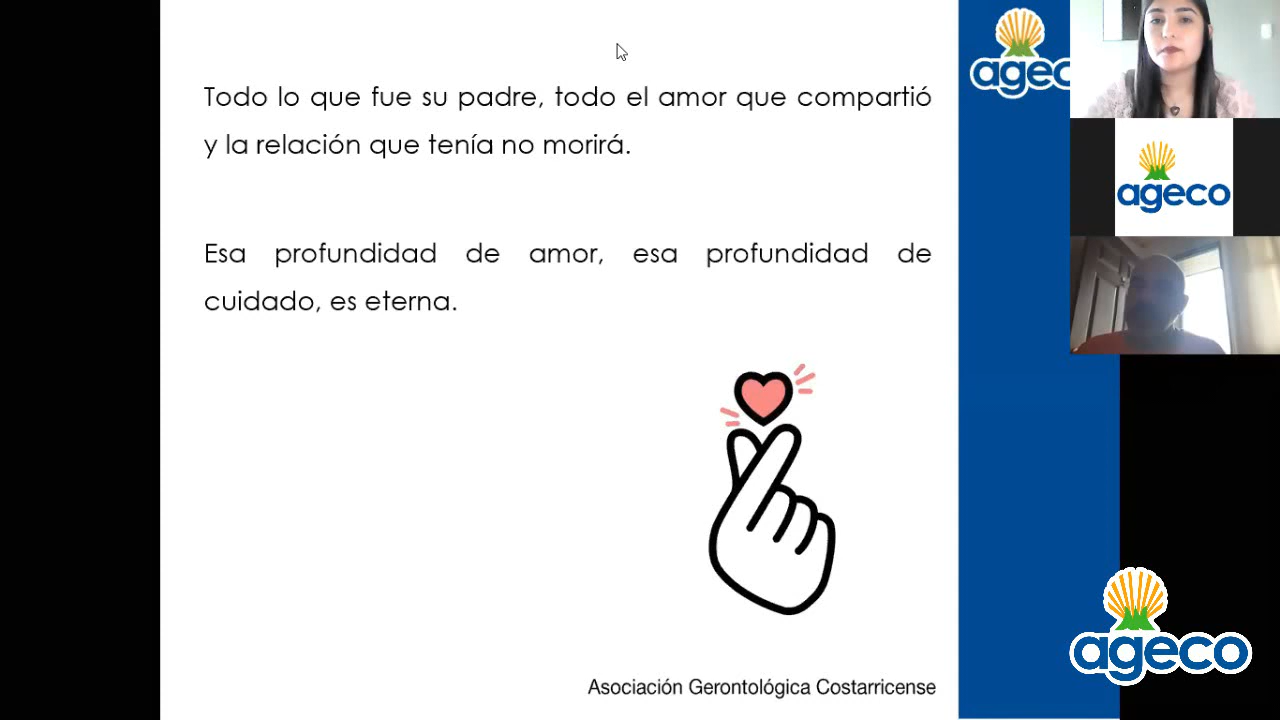 Todo lo que fue su padre, todo el amor que compartió
y la relación que tenía no morirá.
Esa profundidad de amor, esa profundidad de
cuidado, es eterna.
Asociación Gerontológica Costarricense
ageco
ageco